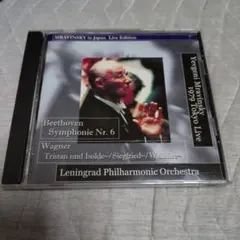 MRAVINSKY in Japan Live Edition
Yevgeni Mravinsky
1979 Tokyo Live
Beethoven
Symphonie Nr. 6
Wagner
Tristan und Isolde~/Siegfried~/Walküre~
Leningrad Philharmonic Orchestra